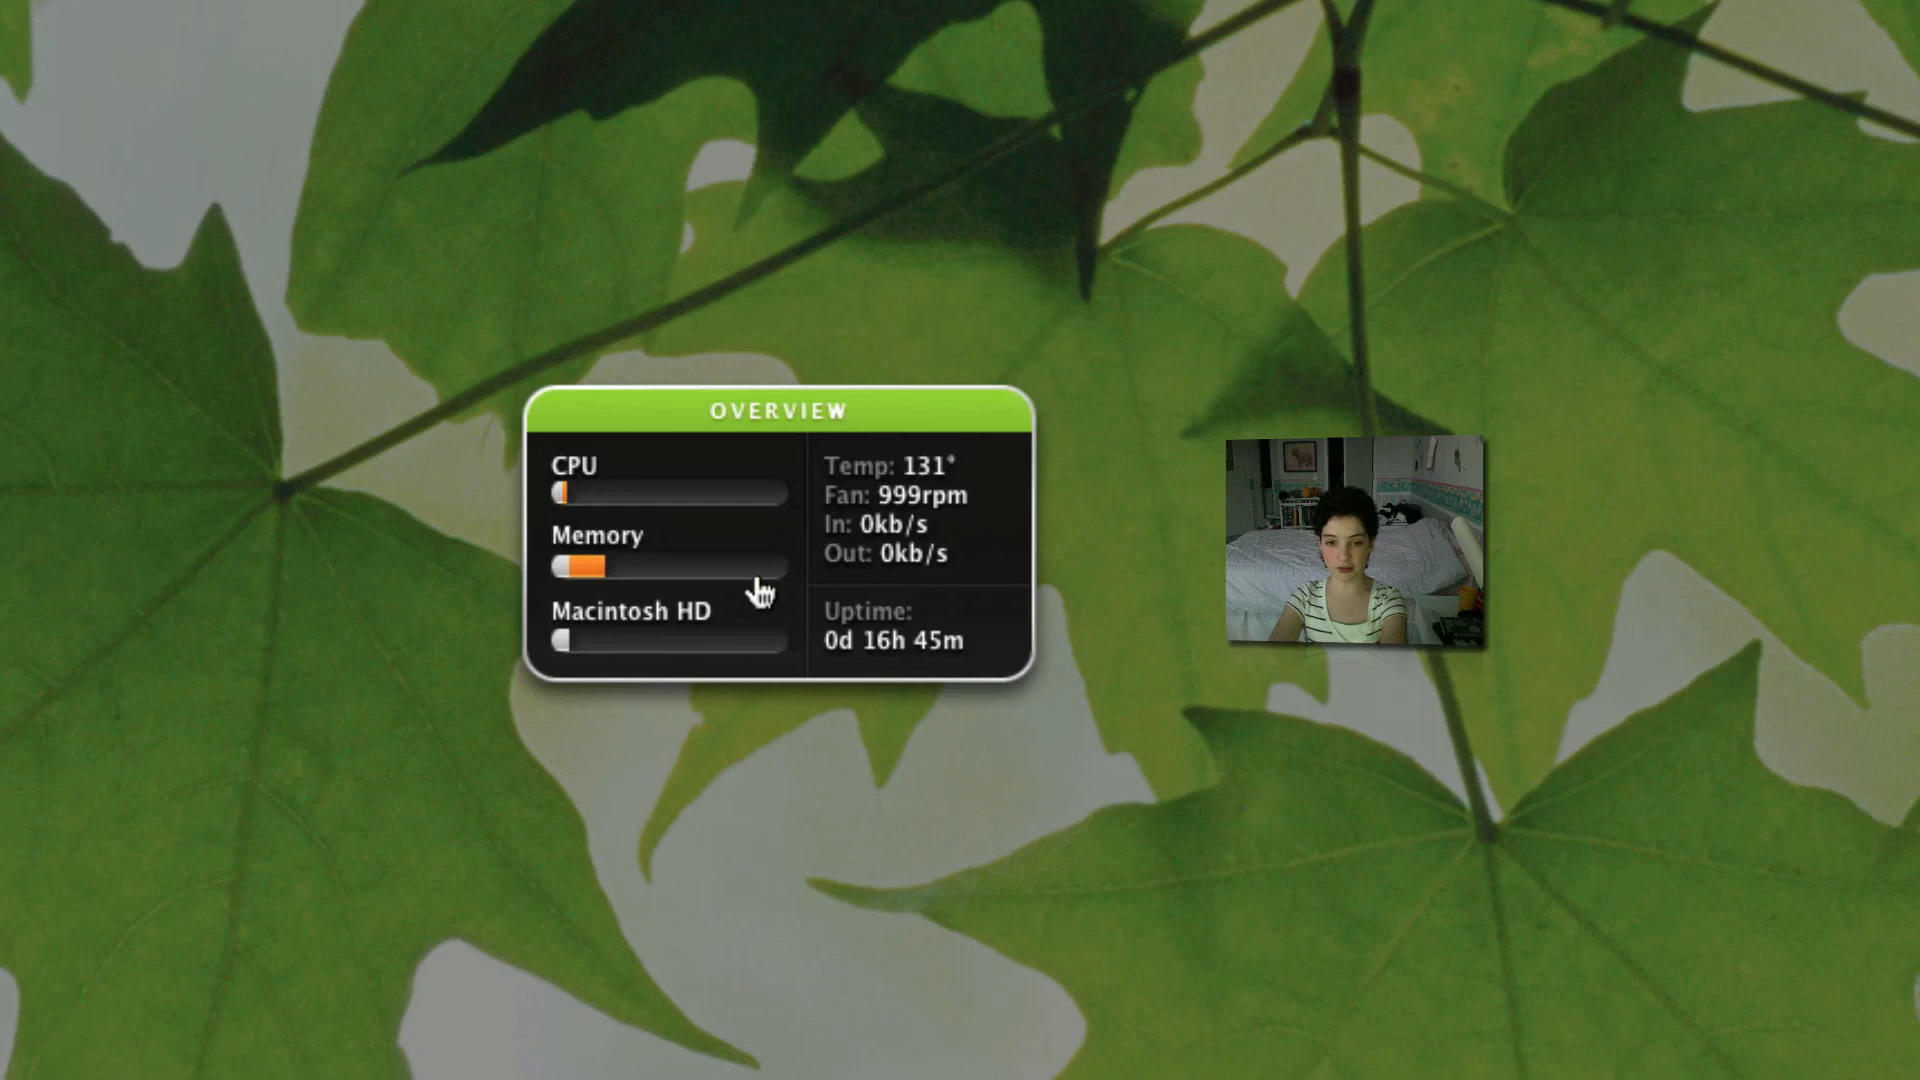 OVERVIEW
CPU
Memory
Macintosh HD
Temp: 131°
Fan: 999rpm
In: 0kb/s
Out: 0kb/s
Uptime:
0d 16h 45m